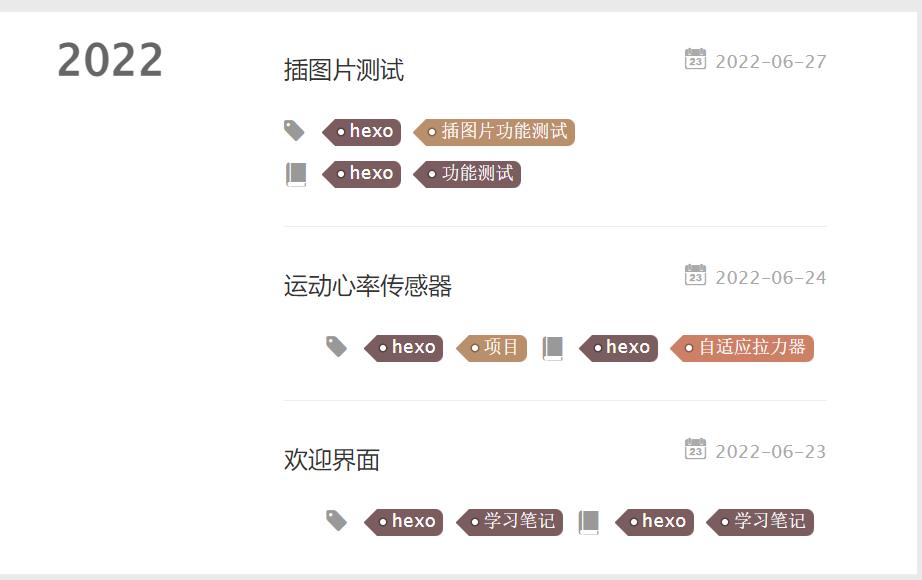 2022
插图片测试
2022-06-27
hexo 插图片功能测试
hexo 功能测试
运动心率传感器
2022-06-24
hexo 项目 hexo 自适应拉力器
欢迎界面
2022-06-23
hexo 学习笔记 hexo 学习笔记